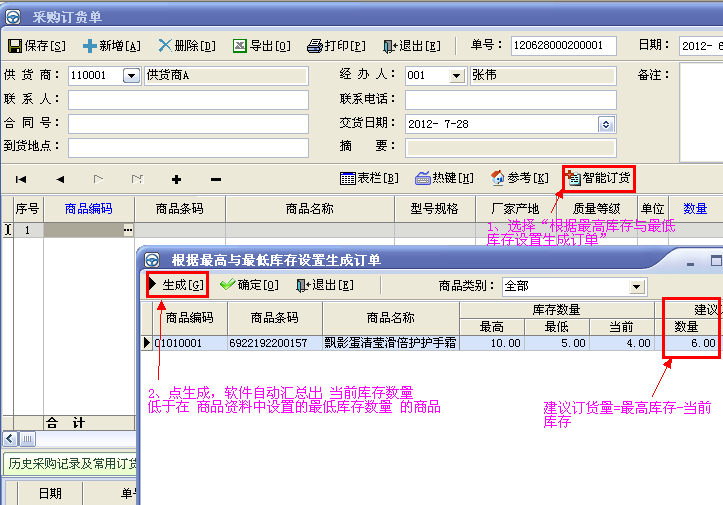 采购订货单
保存[S] 新增[A] 删除[D] 导出[O] 打印[P] 退出[E] 单号： 120628000200001 日期： 2012- 6
供 货 商： 110001 供货商A 经 办 人： 001 张伟 备注：
联 系 人： 联系电话：
合 同 号： 交货日期： 2012- 7-28
到货地点： 摘 要：
表栏[B] 热键[H] 参考[K] 智能订货
序号 商品编码 商品条码 商品名称 型号规格 厂家产地 质量等级 单位 数量
1
1、选择“根据最高库存与最低
库存设置生成订单”
根据最高与最低库存设置生成订单
生成[G] 确定[O] 退出[E] 商品类别： 全部
商品编码 商品条码 商品名称 库存数量 建议
最高 最低 当前 数量
01010001 6922192200157 飘影蛋清莹滑倍护护手霜 10.00 5.00 4.00 6.00
2、点生成，软件自动汇总出 当前库存数量
低于在 商品资料中设置的最低库存数量 的商品
建议订货量=最高库存-当前
库存
合 计
历史采购记录及常用订货
日期 单号